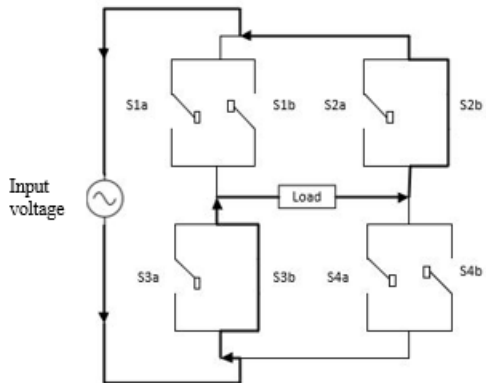 S1a
S1b
S2a
S2b
Input
voltage
Load
S3a
S3b
S4a
S4b